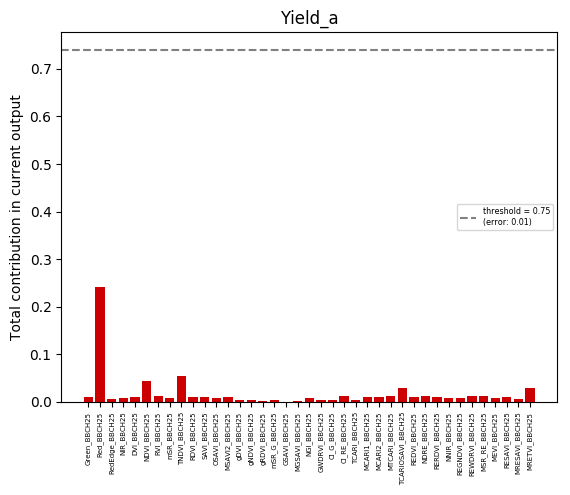 Yield_a
Total contribution in current output
0.7
0.6
0.5
0.4
0.3
0.2
0.1
0.0
threshold = 0.75
(error: 0.01)
Green_BBCH25
Red_BBCH25
RedEdge_BBCH25
NIR_BBCH25
DVI_BBCH25
NDVI_BBCH25
RVI_BBCH25
mSR_BBCH25
TNDVI_BBCH25
RDVI_BBCH25
SAVI_BBCH25
OSAVI_BBCH25
MSAVI2_BBCH25
gDVI_BBCH25
gNDVI_BBCH25
gRDVI_BBCH25
mSR_G_BBCH25
GSAVI_BBCH25
MGSAVI_BBCH25
NGI_BBCH25
GWDRVI_BBCH25
CI_G_BBCH25
CI_RE_BBCH25
TCARI_BBCH25
MCARI1_BBCH25
MCARI2_BBCH25
MTCARI_BBCH25
TCARIOSAVI_BBCH25
REDVI_BBCH25
NDRE_BBCH25
RERDVI_BBCH25
NNIR_BBCH25
REGNDVI_BBCH25
REWDRVI_BBCH25
MSR_RE_BBCH25
MEVI_BBCH25
RESAVI_BBCH25
MRESAVI_BBCH25
MRETVI_BBCH25